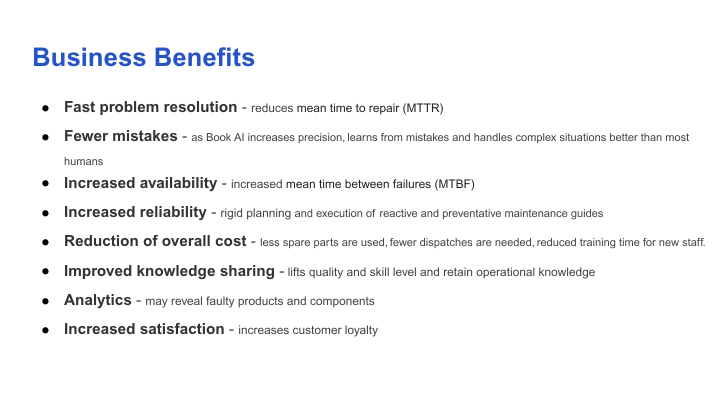 Business Benefits
● Fast problem resolution - reduces mean time to repair (MTTR)
● Fewer mistakes - as Book AI increases precision, learns from mistakes and handles complex situations better than most
humans
● Increased availability - increased mean time between failures (MTBF)
● Increased reliability - rigid planning and execution of reactive and preventative maintenance guides
● Reduction of overall cost - less spare parts are used, fewer dispatches are needed, reduced training time for new staff.
● Improved knowledge sharing - lifts quality and skill level and retain operational knowledge
● Analytics - may reveal faulty products and components
● Increased satisfaction - increases customer loyalty